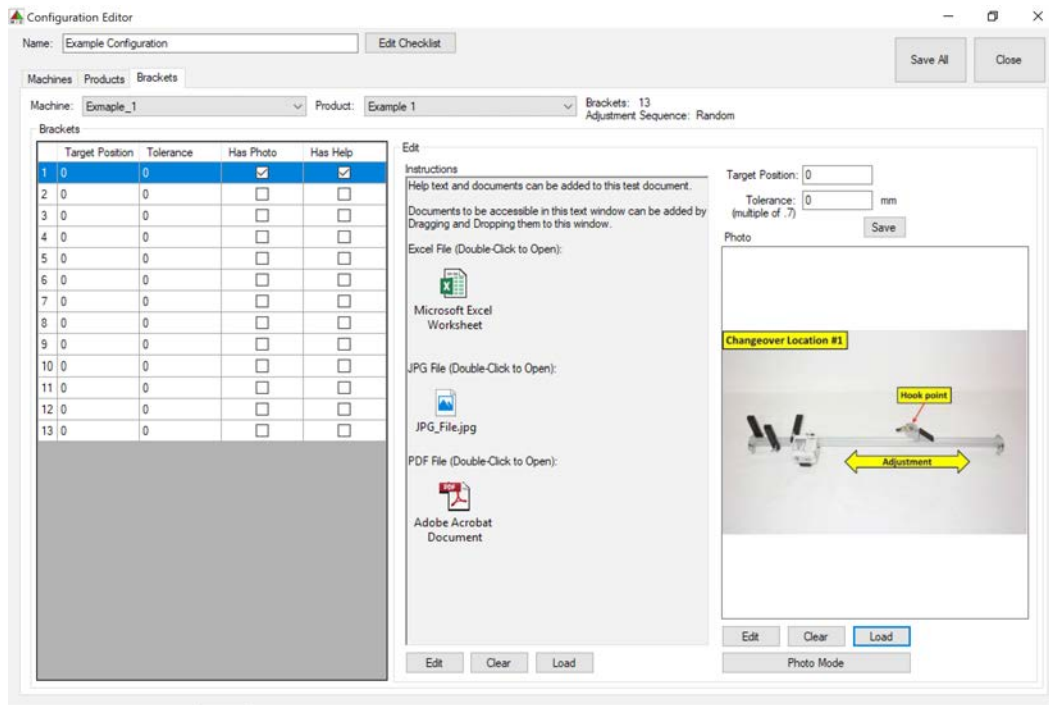 Configuration Editor
Name: Example Configuration Edit Checklist
Save All Close
Machines Products Brackets
Machine: Exmaple_1 Product: Example 1 Brackets: 13
Adjustment Sequence: Random
Brackets
Target Position Tolerance Has Photo Has Help
1 0 0
2 0 0
3 0 0
4 0 0
5 0 0
6 0 0
7 0 0
8 0 0
9 0 0
10 0 0
11 0 0
12 0 0
13 0 0
Edit
Instructions
Help text and documents can be added to this test document.
Documents to be accessible in this text window can be added by
Dragging and Dropping them to this window.
Excel File (Double-Click to Open):
Microsoft Excel
Worksheet
JPG File (Double-Click to Open):
JPG_File.jpg
PDF File (Double-Click to Open):
PDF
Adobe Acrobat
Document
Edit Clear Load
Target Position: 0
Tolerance: 0 mm
(multiple of .7)
Save
Photo
Changeover Location #1
Hook point
Adjustment
Edit Clear Load
Photo Mode